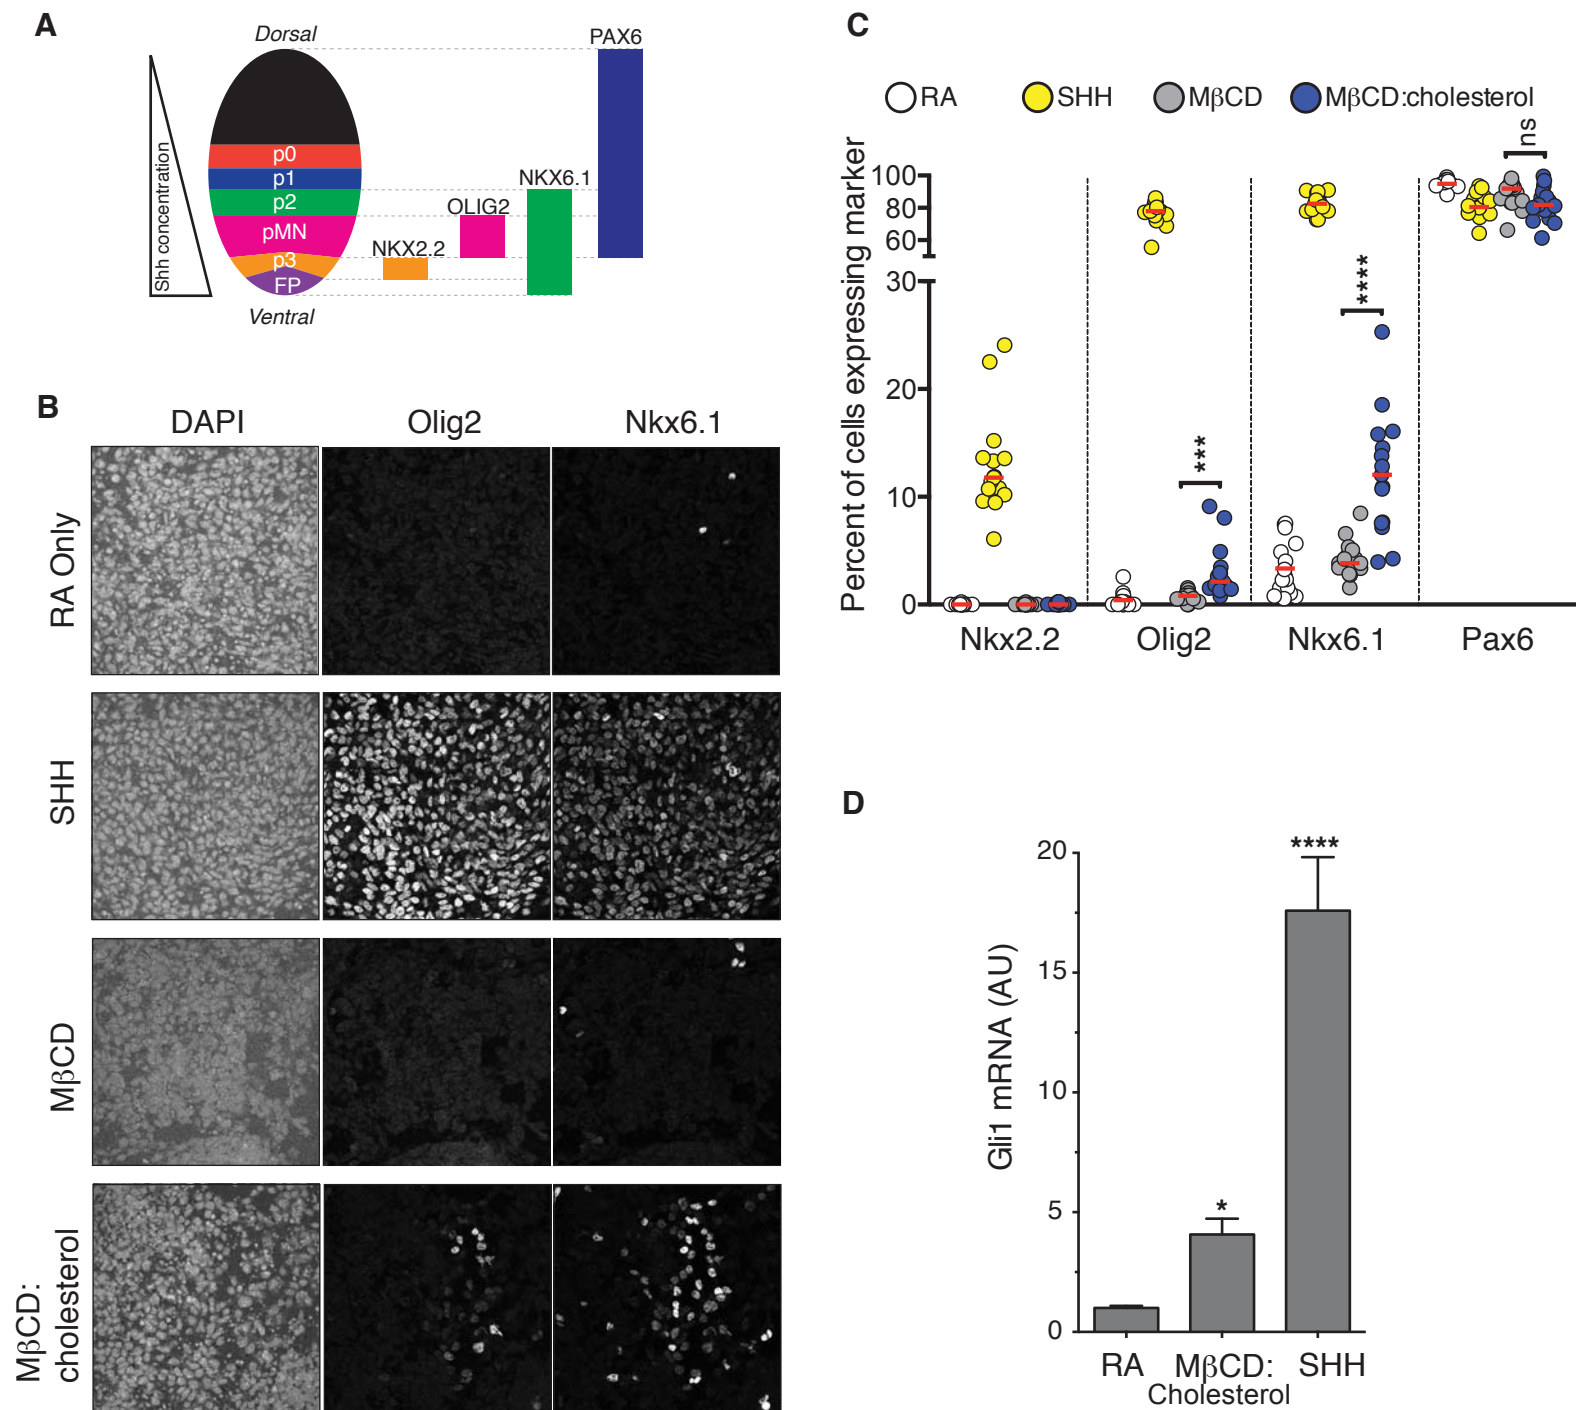 A
Dorsal
PAX6
p0
p1
p2
pMN
p3
FP
Shh concentration
NKX2.2
OLIG2
NKX6.1
Ventral
B
DAPI
Olig2
Nkx6.1
RA Only
SHH
MβCD
MβCD:
cholesterol
C
RA
SHH
MβCD
MβCD:cholesterol
Percent of cells expressing marker
100
80
60
30
20
10
0
***
****
ns
Nkx2.2
Olig2
Nkx6.1
Pax6
D
Gli1 mRNA (AU)
20
15
10
5
0
*
****
RA
MβCD:
Cholesterol
SHH